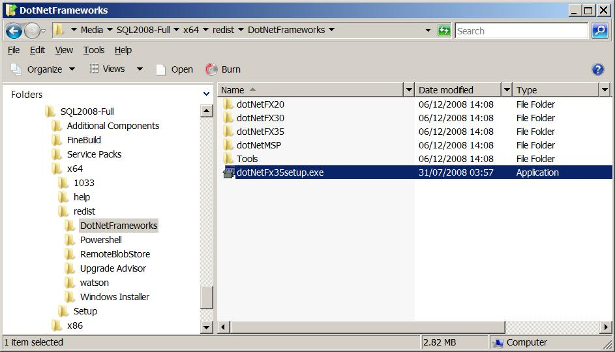 DotNetFrameworks
Media SQL2008-Full x64 redist DotNetFrameworks Search
File Edit View Tools Help
Organize Views Open Burn
Folders
SQL2008-Full
Additional Components
FineBuild
Service Packs
x64
1033
help
redist
DotNetFrameworks
Powershell
RemoteBlobStore
Upgrade Advisor
watson
Windows Installer
Setup
x86
Name Date modified Type
dotNetFX20 06/12/2008 14:08 File Folder
dotNetFX30 06/12/2008 14:08 File Folder
dotNetFX35 06/12/2008 14:08 File Folder
dotNetMSP 06/12/2008 14:08 File Folder
Tools 06/12/2008 14:08 File Folder
dotNetFx35setup.exe 31/07/2008 03:57 Application
1 item selected 2.82 MB Computer